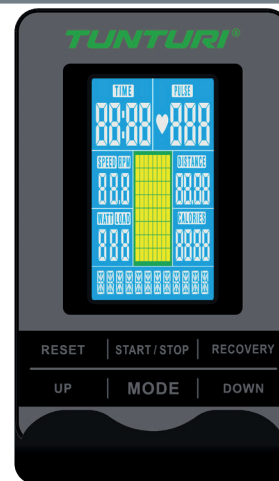 TUNTURI®
TIME PULSE
88:88 888
SPEED RPM DISTANCE
88.8 88.88
WATT LOAD CALORIES
888 8888
RESET START / STOP RECOVERY
UP MODE DOWN